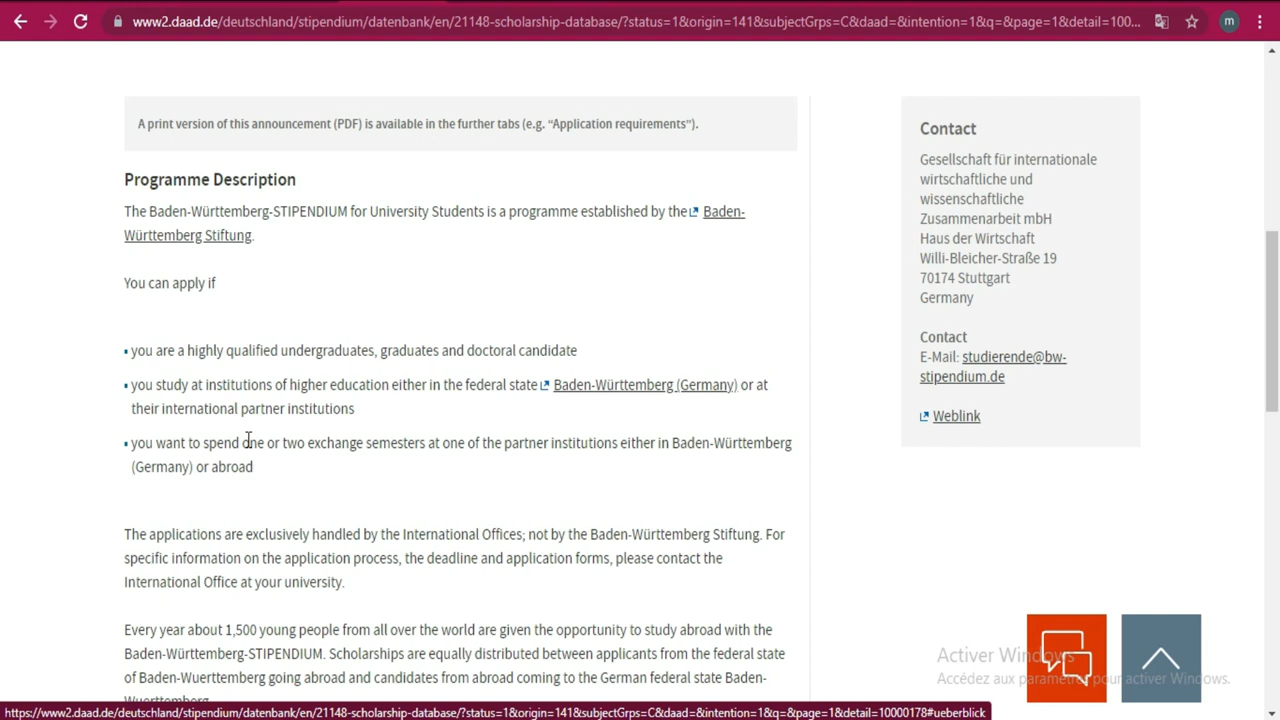 www2.daad.de/deutschland/stipendium/datenbank/en/21148-scholarship-database/?status=1&origin=141&subjectGrps=C&daad=&intention=1&q=&page=1&detail=100...
m
A print version of this announcement (PDF) is available in the further tabs (e.g. “Application requirements”).
Programme Description
The Baden-Württemberg-STIPENDIUM for University Students is a programme established by the Baden-
Württemberg Stiftung.
You can apply if
you are a highly qualified undergraduates, graduates and doctoral candidate
you study at institutions of higher education either in the federal state Baden-Württemberg (Germany) or at
their international partner institutions
you want to spend one or two exchange semesters at one of the partner institutions either in Baden-Württemberg
(Germany) or abroad
The applications are exclusively handled by the International Offices; not by the Baden-Württemberg Stiftung. For
specific information on the application process, the deadline and application forms, please contact the
International Office at your university.
Every year about 1,500 young people from all over the world are given the opportunity to study abroad with the
Baden-Württemberg-STIPENDIUM. Scholarships are equally distributed between applicants from the federal state
of Baden-Wuerttemberg going abroad and candidates from abroad coming to the German federal state Baden-
Wuerttemberg.
Contact
Gesellschaft für internationale
wirtschaftliche und
wissenschaftliche
Zusammenarbeit mbH
Haus der Wirtschaft
Willi-Bleicher-Straße 19
70174 Stuttgart
Germany
Contact
E-Mail: studierende@bw-
stipendium.de
Weblink
Activer Windows
Accédez aux paramètres pour activer Windows.
https://www2.daad.de/deutschland/stipendium/datenbank/en/21148-scholarship-database/?status=1&origin=141&subjectGrps=C&daad=&intention=1&q=&page=1&detail=10000178#ueberblick